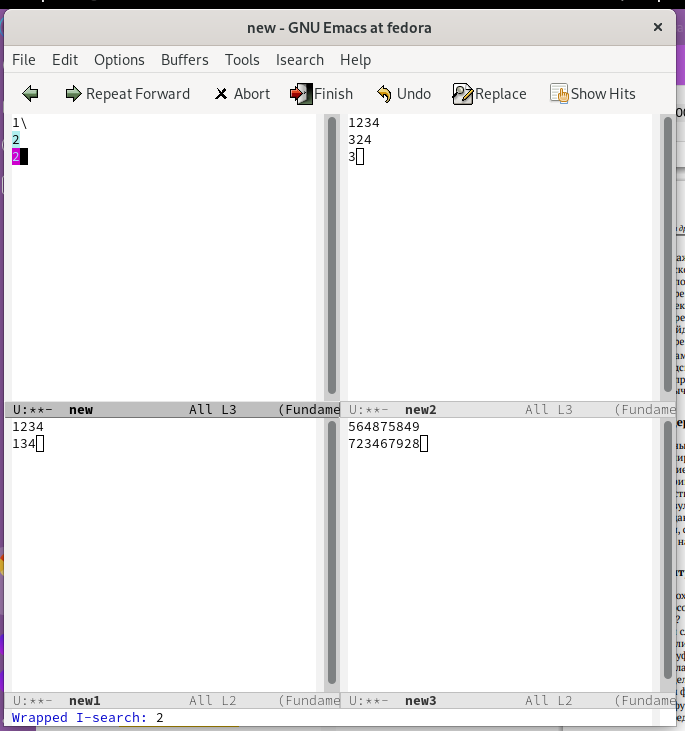 new - GNU Emacs at fedora
File Edit Options Buffers Tools Isearch Help
Repeat Forward Abort Finish Undo Replace Show Hits
1\
2
2
U:**- new All L3 (Fundame
1234
324
3
U:**- new2 All L3 (Fundame
1234
134
U:**- new1 All L2 (Fundame
564875849
723467928
U:**- new3 All L2 (Fundame
Wrapped I-search: 2